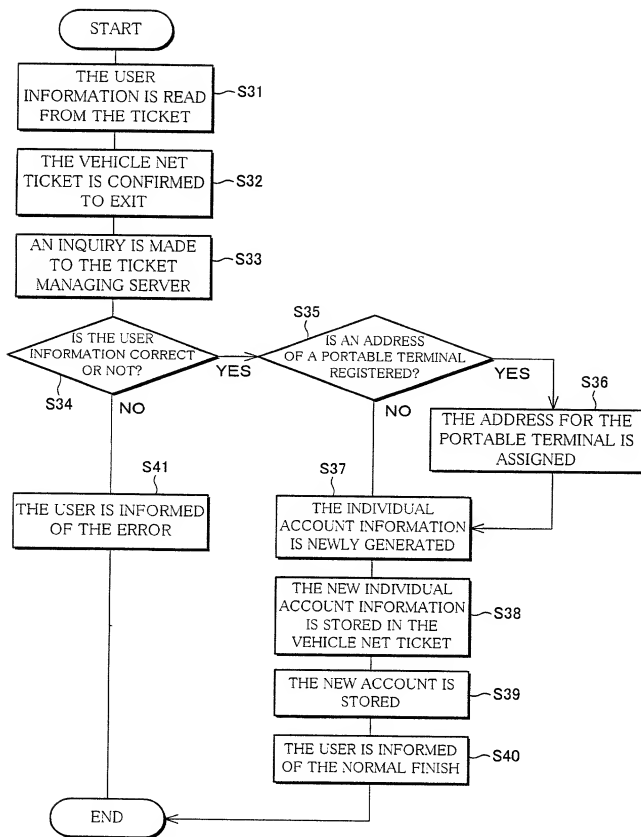 START
THE USER
INFORMATION IS READ
FROM THE TICKET
S31
THE VEHICLE NET
TICKET IS CONFIRMED
TO EXIT
S32
AN INQUIRY IS MADE
TO THE TICKET
MANAGING SERVER
S33
IS THE USER
INFORMATION CORRECT
OR NOT?
S34
YES
NO
S35
IS AN ADDRESS
OF A PORTABLE TERMINAL
REGISTERED?
YES
NO
S36
THE ADDRESS FOR THE
PORTABLE TERMINAL IS
ASSIGNED
S37
THE INDIVIDUAL
ACCOUNT INFORMATION
IS NEWLY GENERATED
S41
THE USER IS INFORMED
OF THE ERROR
THE NEW INDIVIDUAL
ACCOUNT INFORMATION
IS STORED IN THE
VEHICLE NET TICKET
S38
THE NEW ACCOUNT IS
STORED
S39
THE USER IS INFORMED
OF THE NORMAL FINISH
S40
END